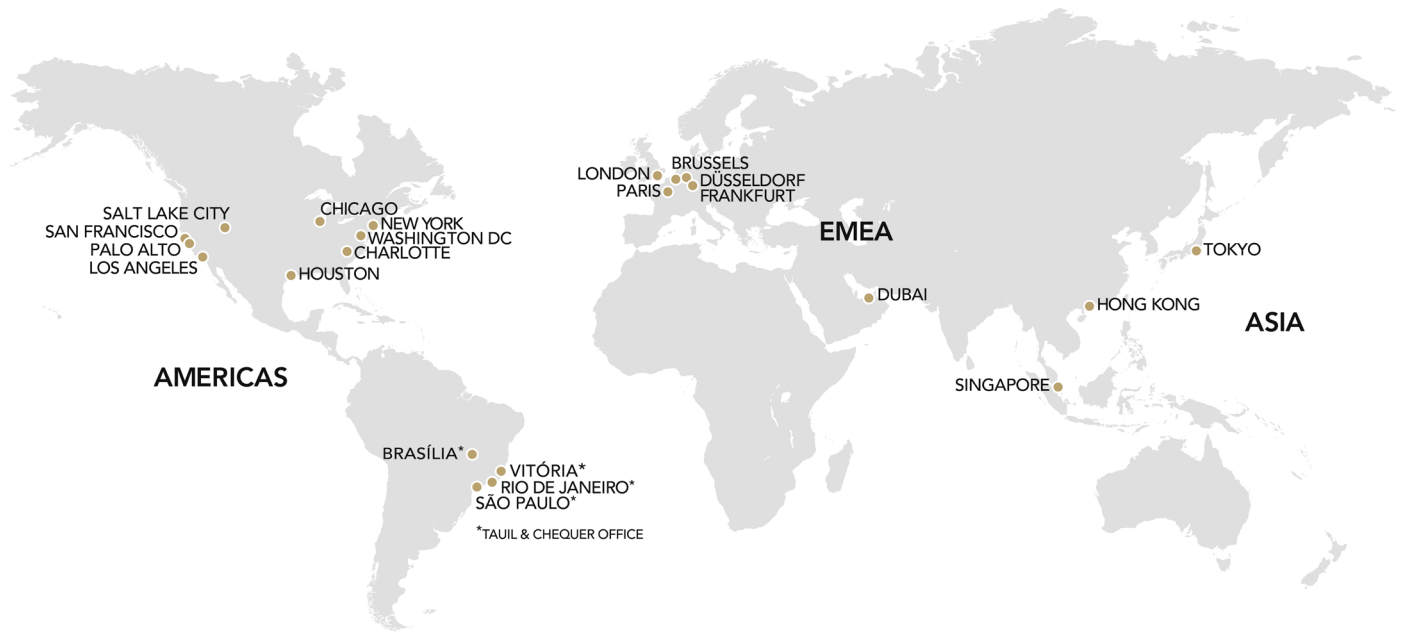 SALT LAKE CITY
SAN FRANCISCO
PALO ALTO
LOS ANGELES
CHICAGO
NEW YORK
WASHINGTON DC
CHARLOTTE
HOUSTON
AMERICAS
BRASÍLIA*
VITÓRIA*
RIO DE JANEIRO*
SÃO PAULO*
*TAUIL & CHEQUER OFFICE
LONDON
PARIS
BRUSSELS
DÜSSELDORF
FRANKFURT
EMEA
DUBAI
TOKYO
HONG KONG
ASIA
SINGAPORE